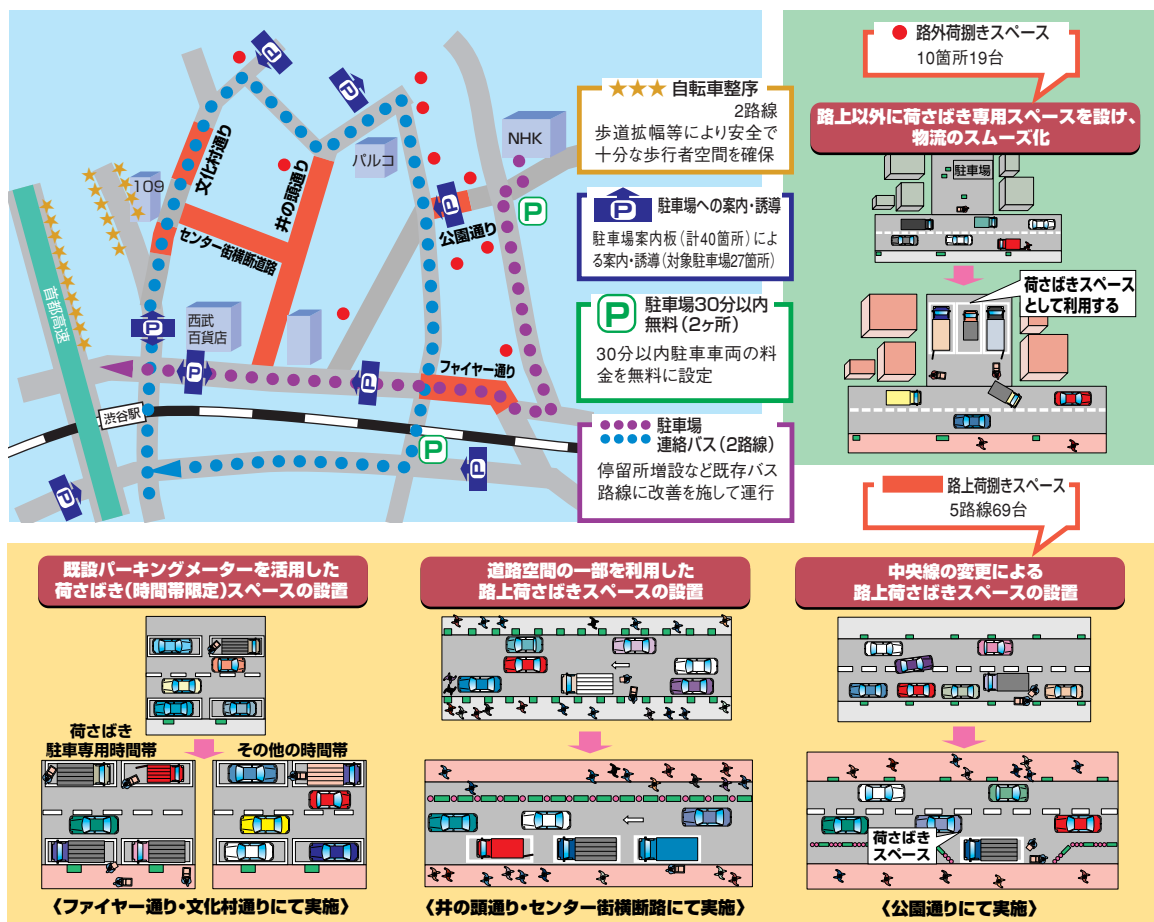 文化村通り
109
センター街横断道路
井の頭通り
パルコ
公園通り
NHK
P
首都高速
西武
百貨店
ファイヤー通り
渋谷駅
P
★★★ 自転車整序
2路線
歩道拡幅等により安全で
十分な歩行者空間を確保
P 駐車場への案内・誘導
駐車場案内板(計40箇所)によ
る案内・誘導(対象駐車場27箇所)
P 駐車場30分以内
無料(2ヶ所)
30分以内駐車車両の料
金を無料に設定
駐車場
連絡バス(2路線)
停留所増設など既存バス
路線に改善を施して運行
路外荷捌きスペース
10箇所19台
路上以外に荷さばき専用スペースを設け、
物流のスムーズ化
駐車場
荷さばきスペース
として利用する
路上荷捌きスペース
5路線69台
既設パーキングメーターを活用した
荷さばき(時間帯限定)スペースの設置
荷さばき
駐車専用時間帯
その他の時間帯
〈ファイヤー通り・文化村通りにて実施〉
道路空間の一部を利用した
路上荷さばきスペースの設置
〈井の頭通り・センター街横断路にて実施〉
中央線の変更による
路上荷さばきスペースの設置
荷さばき
スペース
〈公園通りにて実施〉